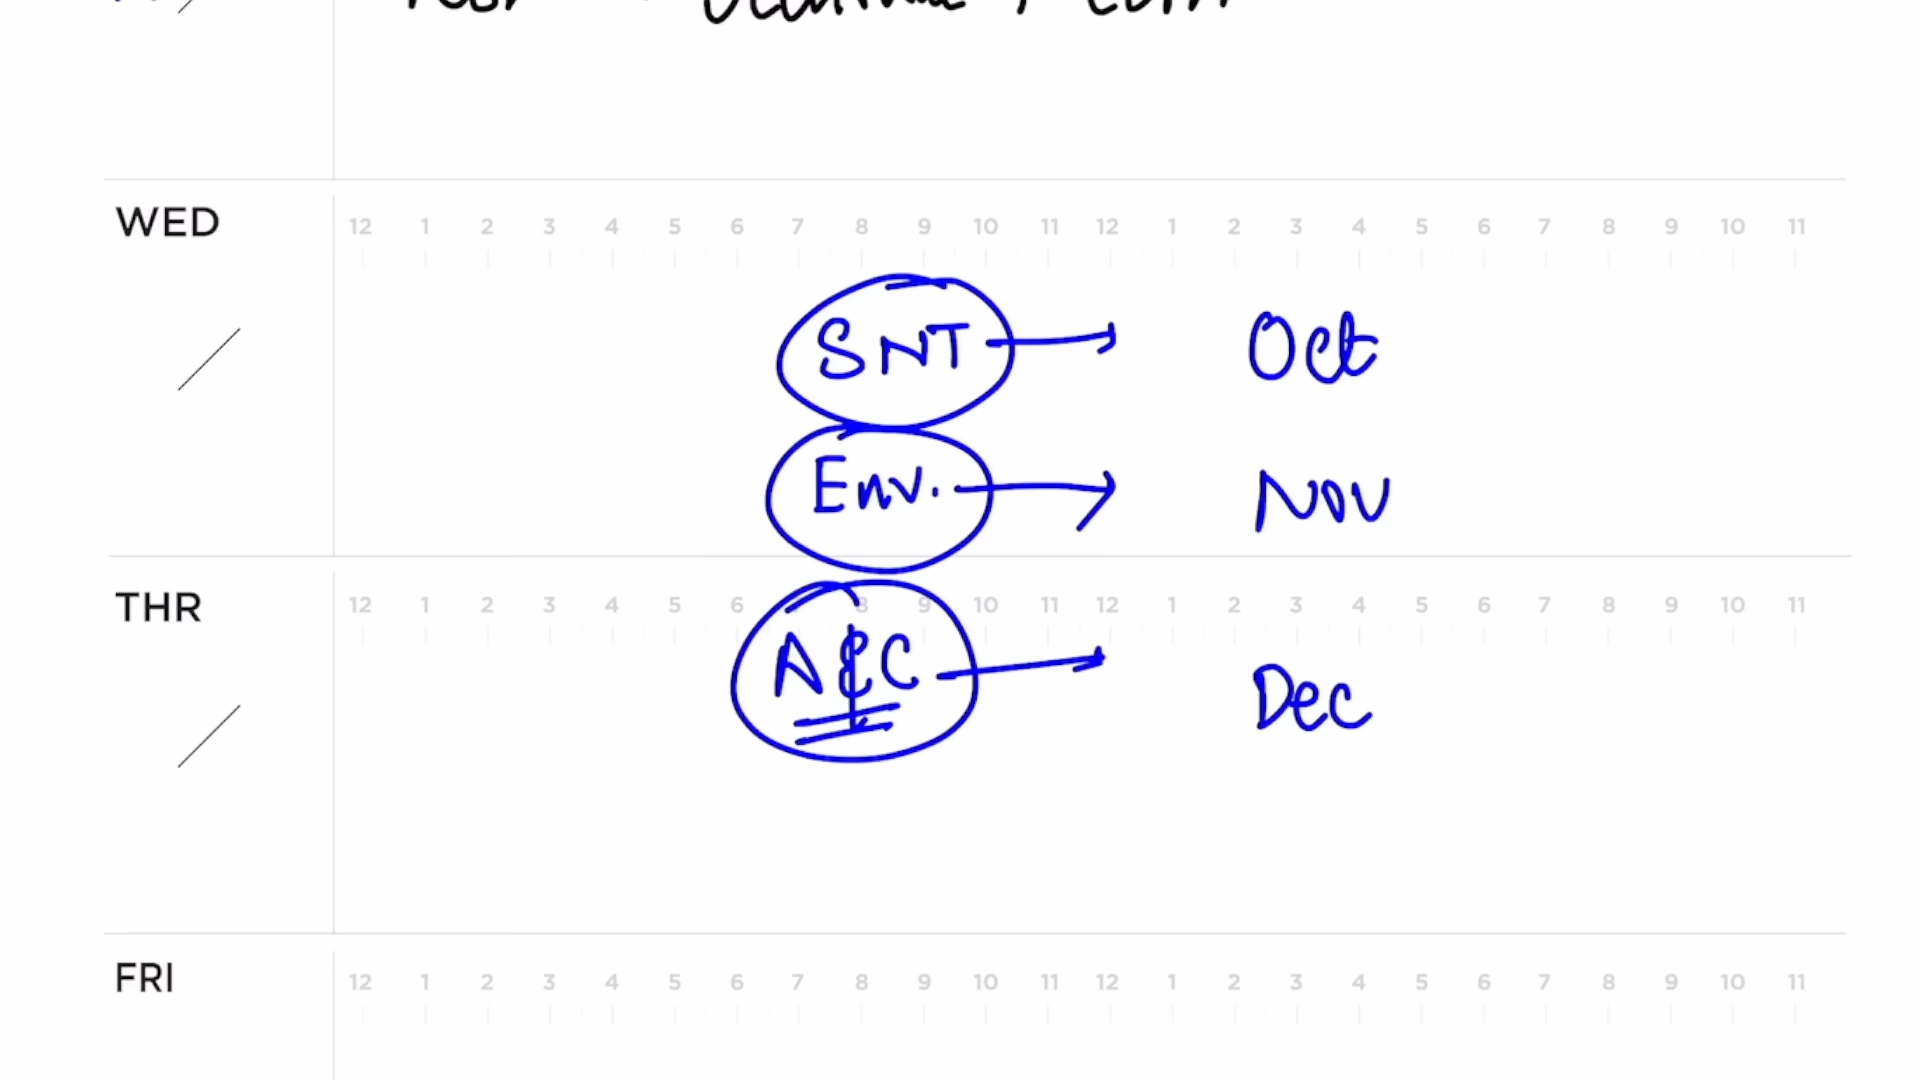 WED 12 1 2 3 4 5 6 7 8 9 10 11 12 1 2 3 4 5 6 7 8 9 10 11
SNT → Oct
Env. → Nov
THR 12 1 2 3 4 5 6 8 9 10 11 12 1 2 3 4 5 6 7 8 9 10 11
A&C → Dec
FRI 12 1 2 3 4 5 6 7 8 9 10 11 12 1 2 3 4 5 6 7 8 9 10 11